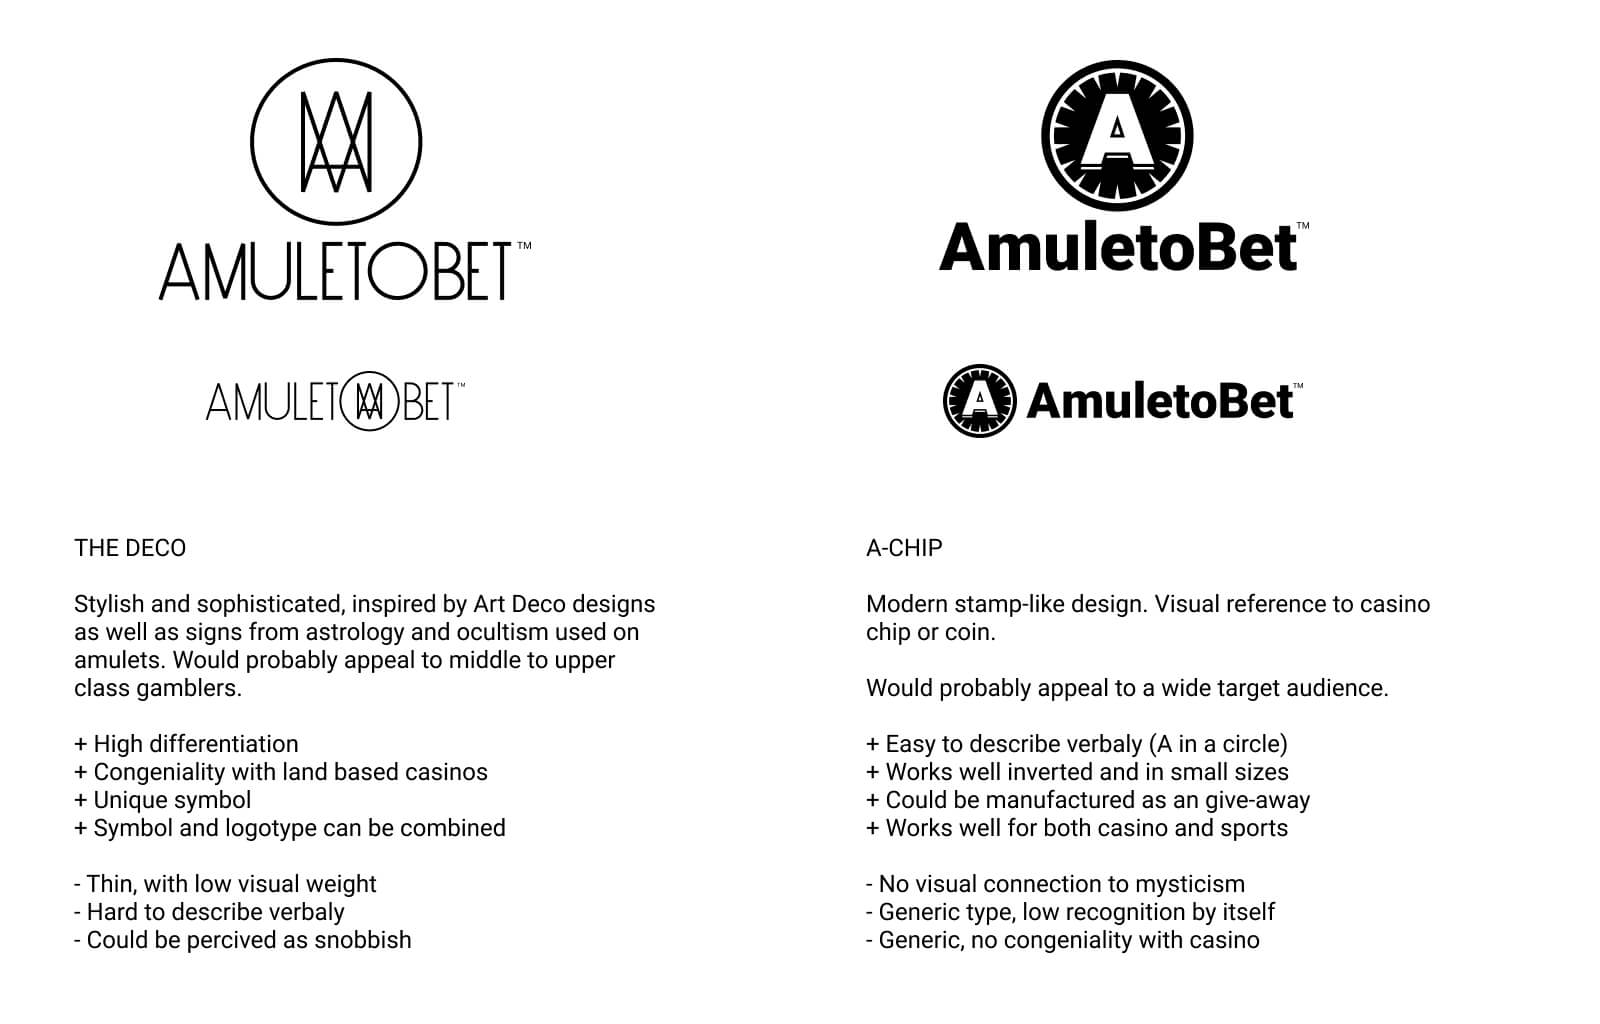 AMULETOBET™
AMULETOBET™
THE DECO
Stylish and sophisticated, inspired by Art Deco designs
as well as signs from astrology and ocultism used on
amulets. Would probably appeal to middle to upper
class gamblers.
+ High differentiation
+ Congeniality with land based casinos
+ Unique symbol
+ Symbol and logotype can be combined
- Thin, with low visual weight
- Hard to describe verbaly
- Could be percived as snobbish
A
AmuletoBet™
A AmuletoBet™
A-CHIP
Modern stamp-like design. Visual reference to casino
chip or coin.
Would probably appeal to a wide target audience.
+ Easy to describe verbaly (A in a circle)
+ Works well inverted and in small sizes
+ Could be manufactured as an give-away
+ Works well for both casino and sports
- No visual connection to mysticism
- Generic type, low recognition by itself
- Generic, no congeniality with casino